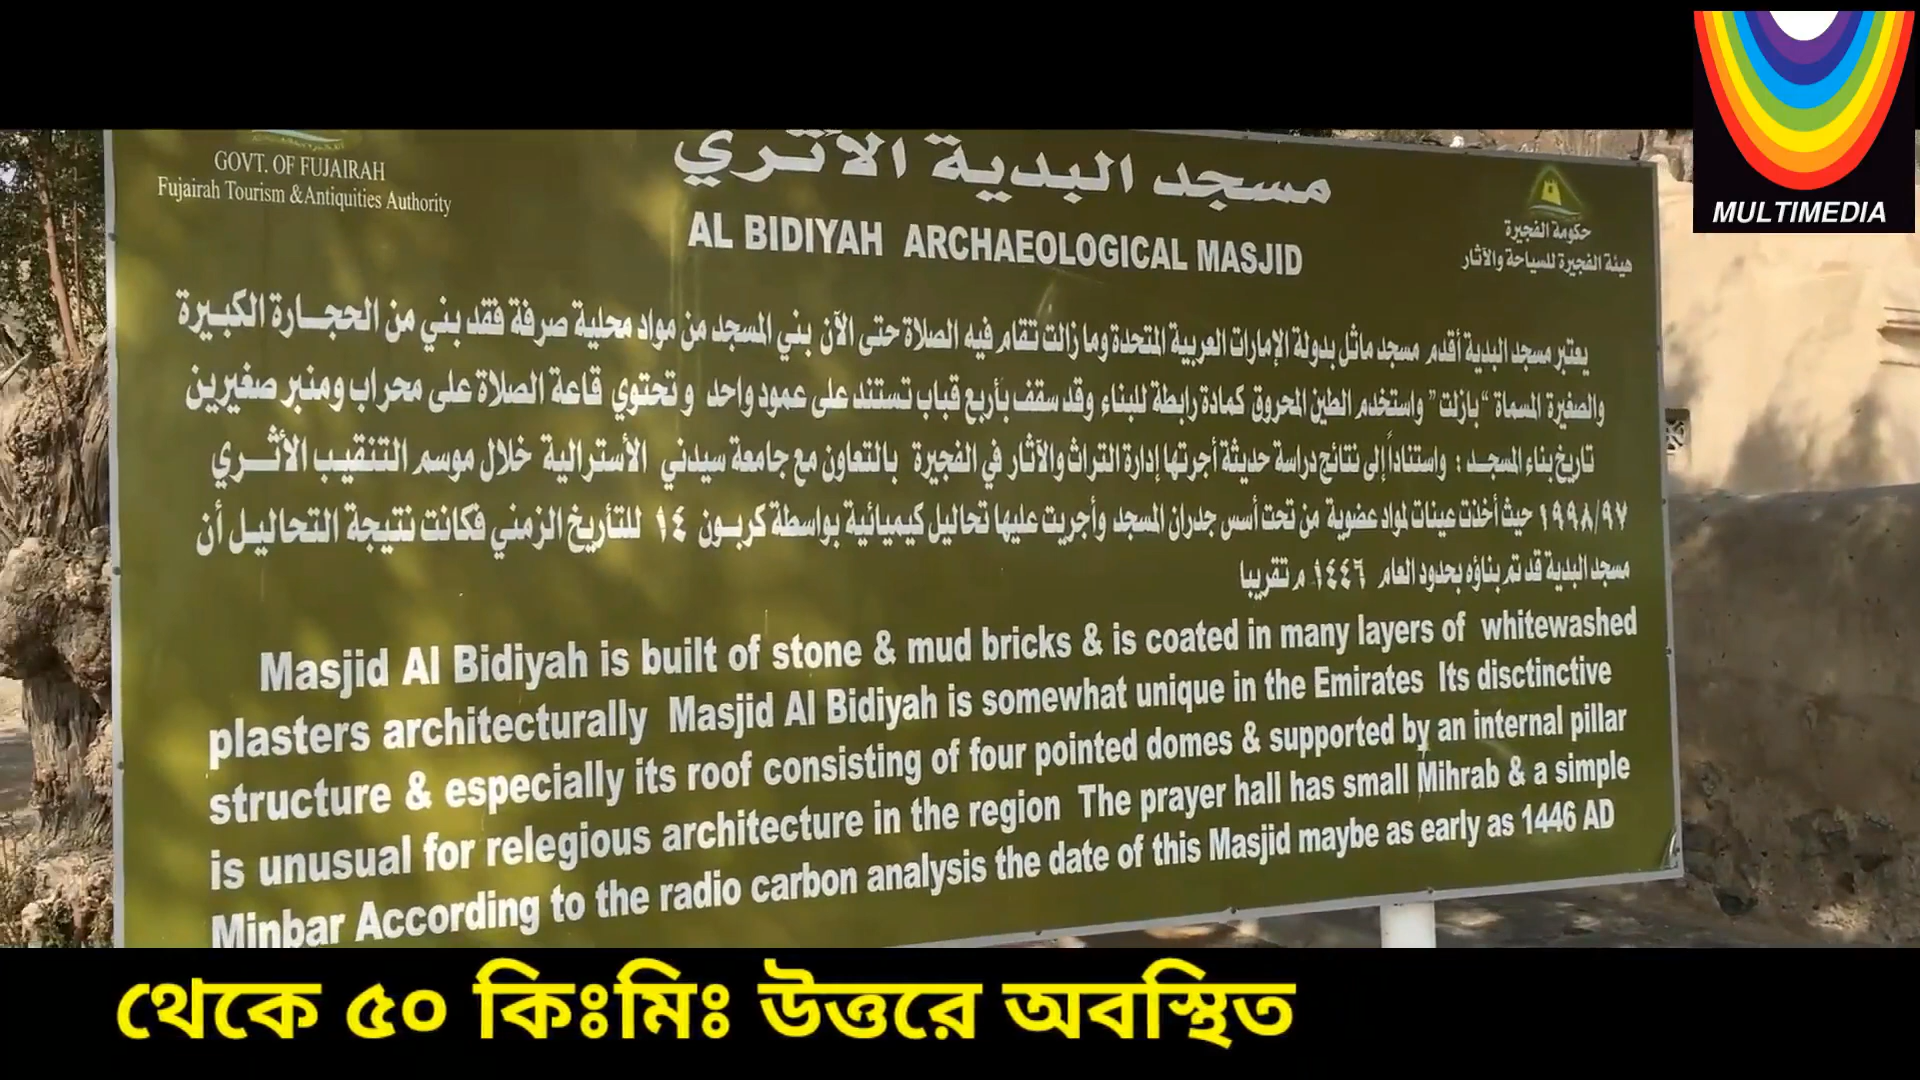 MULTIMEDIA
GOVT. OF FUJAIRAH
Fujairah Tourism &Antiquities Authority
مسجد البدية الأثري
AL BIDIYAH ARCHAEOLOGICAL MASJID
حكومة الفجيرة
هيئة الفجيرة للسياحة والآثار
يعتبر مسجد البدية أقدم مسجد ماثل بدولة الإمارات العربية المتحدة وما زالت تقام فيه الصلاة حتى الآن بني المسجد من مواد محلية صرفة فقد بني من الحجارة الكبيرة
والصغيرة المسماة "بازلت" واستخدم الطين المحروق كمادة رابطة للبناء وقد سقف بأربع قباب تستند على عمود واحد و تحتوي قاعة الصلاة على محراب ومنبر صغيرين
تاريخ بناء المسجد : واستناداً إلى نتائج دراسة حديثة أجرتها إدارة التراث والآثار في الفجيرة بالتعاون مع جامعة سيدني الأسترالية خلال موسم التنقيب الأثري
١٩٩٨/٩٧ حيث أخذت عينات لمواد عضوية من تحت أسس جدران المسجد وأجريت عليها تحاليل كيميائية بواسطة كربون ١٤ للتأريخ الزمني فكانت نتيجة التحاليل أن
مسجد البدية قد تم بناؤه بحدود العام ١٤٤٦ م تقريبا
Masjid Al Bidiyah is built of stone & mud bricks & is coated in many layers of whitewashed
plasters architecturally Masjid Al Bidiyah is somewhat unique in the Emirates Its disctinctive
structure & especially its roof consisting of four pointed domes & supported by an internal pillar
is unusual for relegious architecture in the region The prayer hall has small Mihrab & a simple
Minbar According to the radio carbon analysis the date of this Masjid maybe as early as 1446 AD
থেকে ৫০ কিঃমিঃ উত্তরে অবস্থিত